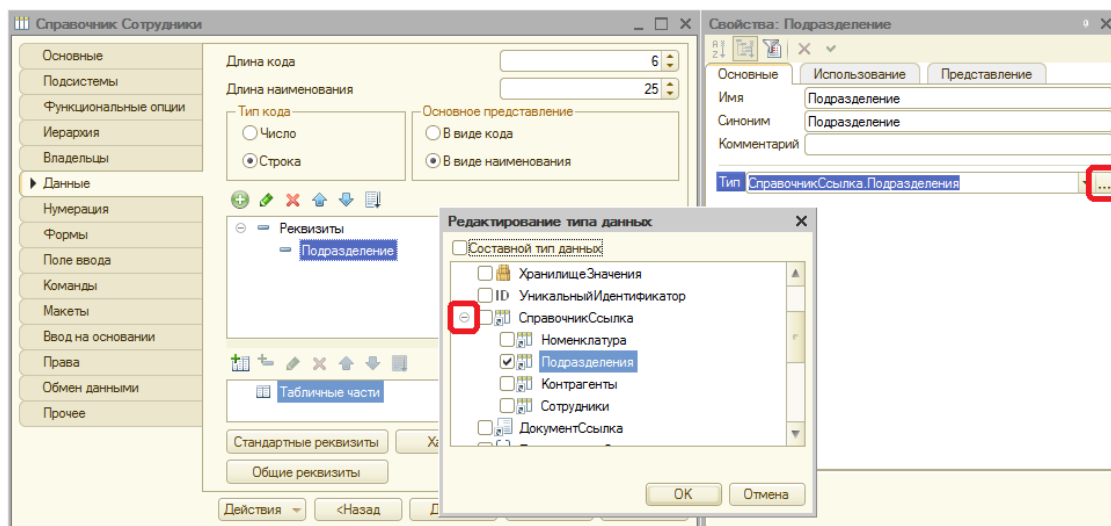 Справочник Сотрудники
Основные
Подсистемы
Функциональные опции
Иерархия
Владельцы
Данные
Нумерация
Формы
Поле ввода
Команды
Макеты
Ввод на основании
Права
Обмен данными
Прочее
Длина кода 6
Длина наименования 25
Тип кода
Число
Строка
Основное представление
В виде кода
В виде наименования
Реквизиты
Подразделение
Табличные части
Стандартные реквизиты
Общие реквизиты
Действия
<Назад
Редактирование типа данных
Составной тип данных
ХранилищеЗначения
ID УникальныйИдентификатор
СправочникСсылка
Номенклатура
Подразделения
Контрагенты
Сотрудники
ДокументСсылка
OK Отмена
Свойства: Подразделение
Основные Использование Представление
Имя Подразделение
Синоним Подразделение
Комментарий
Тип СправочникСсылка.Подразделения ...